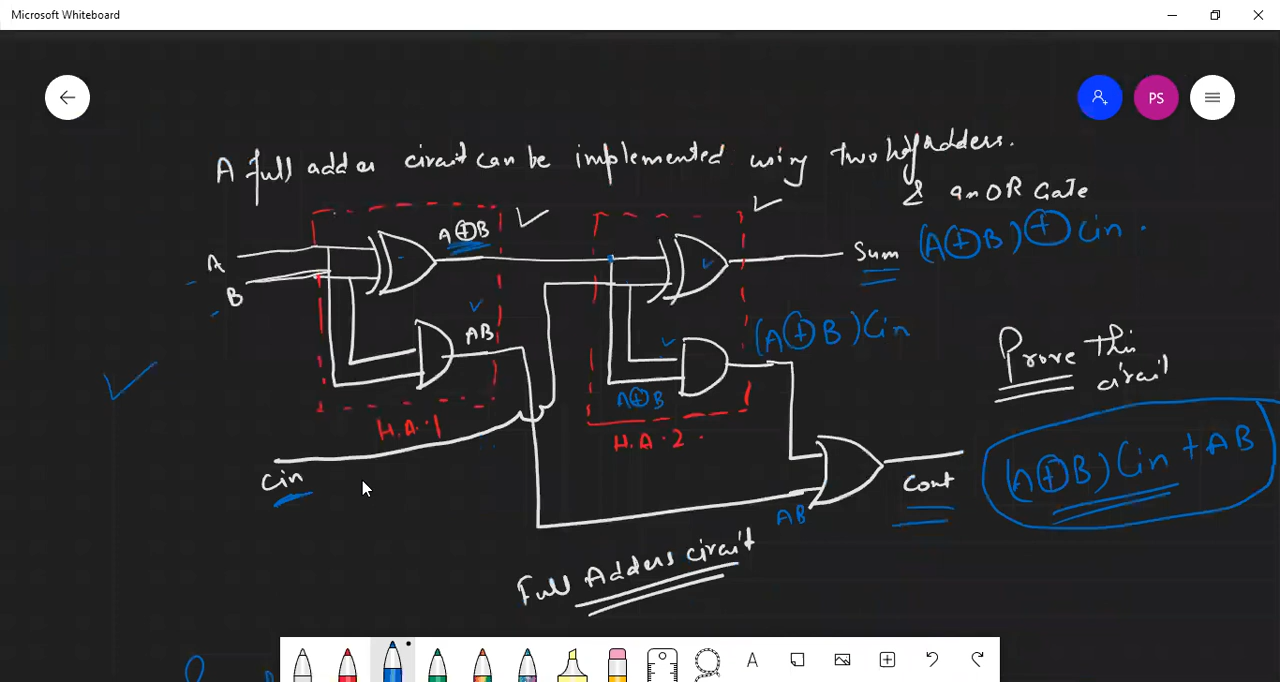 Microsoft Whiteboard
PS
A full adder circuit can be implemented using two half adders.
& an OR Gate
A
B
A⊕B
AB
H.A.1
Cin
Sum
(A⊕B)⊕Cin.
(A⊕B)Cin
A⊕B
H.A.2.
AB
Cout
Prove this
circuit
(A⊕B)Cin + AB
Full Adders circuit
A